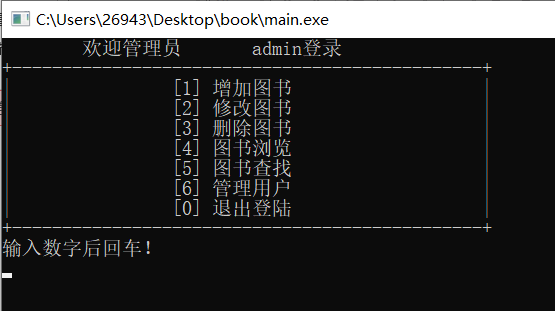 C:\Users\26943\Desktop\book\main.exe
欢迎管理员 admin登录
+------------------------------------------------+
[1] 增加图书
[2] 修改图书
[3] 删除图书
[4] 图书浏览
[5] 图书查找
[6] 管理用户
[0] 退出登陆
+------------------------------------------------+
输入数字后回车!